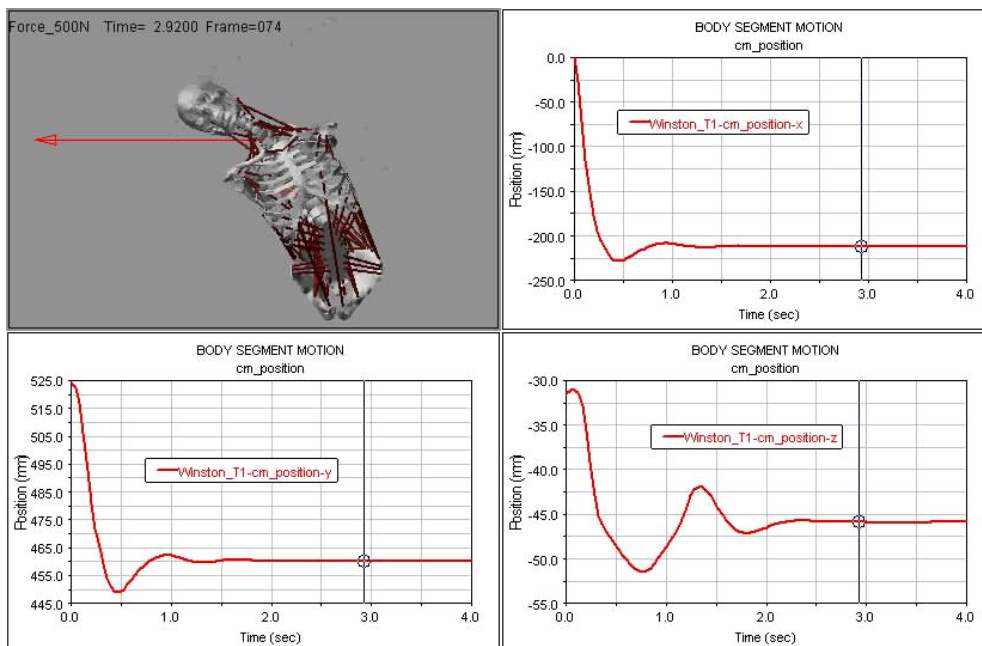 Force_500N Time= 2.9200 Frame=074
BODY SEGMENT MOTION
cm_position
0.0
-50.0
-100.0
-150.0
-200.0
-250.0
Position (mm)
Winston_T1-cm_position-x
0.0 1.0 2.0 3.0 4.0
Time (sec)
BODY SEGMENT MOTION
cm_position
525.0
515.0
505.0
495.0
485.0
475.0
465.0
455.0
445.0
Position (mm)
Winston_T1-cm_position-y
0.0 1.0 2.0 3.0 4.0
Time (sec)
BODY SEGMENT MOTION
cm_position
-30.0
-35.0
-40.0
-45.0
-50.0
-55.0
Position (mm)
Winston_T1-cm_position-z
0.0 1.0 2.0 3.0 4.0
Time (sec)